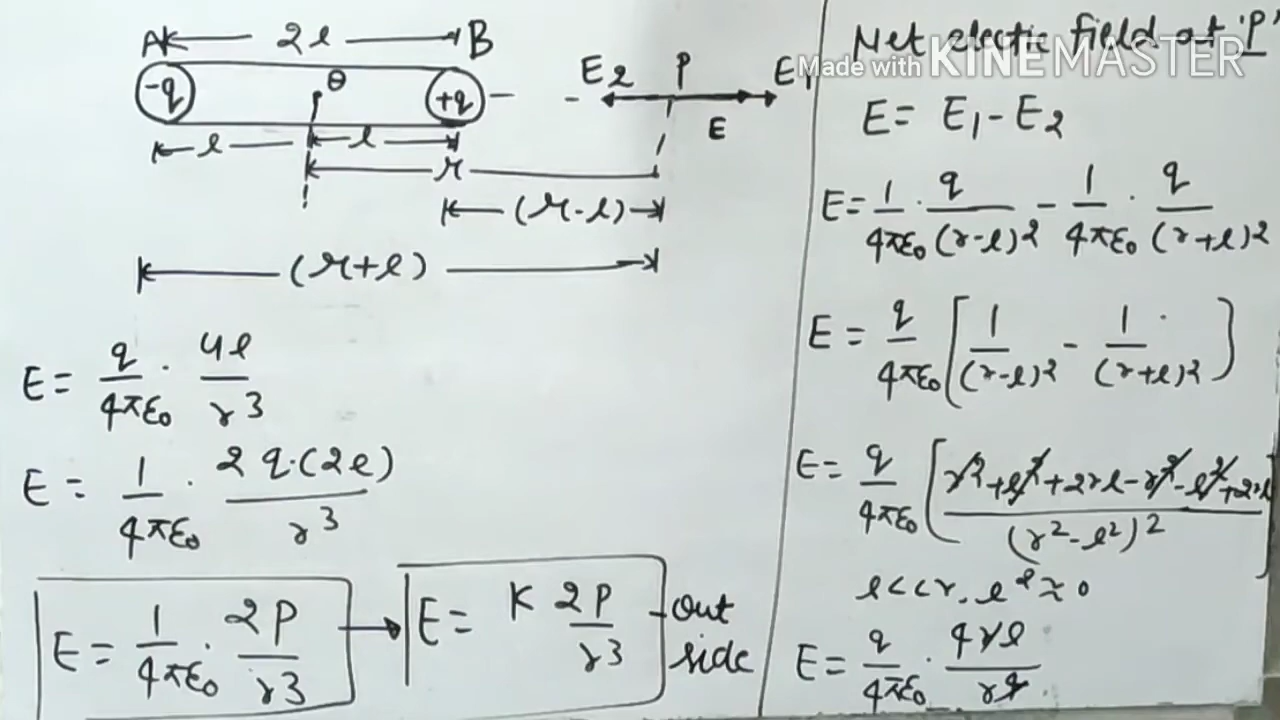 A 2l B
-q θ +q E2 P E1
E
l l
r
(r-l)
(r+l)
E = q/4πε0 · 4l/r3
E = 1/4πε0 · 2q·(2l)/r3
E = 1/4πε0 · 2P/r3 → E = K 2P/r3 - out side
Net electic field at 'P'
Made with KINEMASTER
E = E1 - E2
E = 1/4πε0 · q/(r-l)2 - 1/4πε0 · q/(r+l)2
E = q/4πε0 [1/(r-l)2 - 1/(r+l)2]
E = q/4πε0 [r2+l2+2rl-r2-l2+2rl/(r2-l2)2]
l<<r. l2≈0
E = q/4πε0 · 4rl/r4